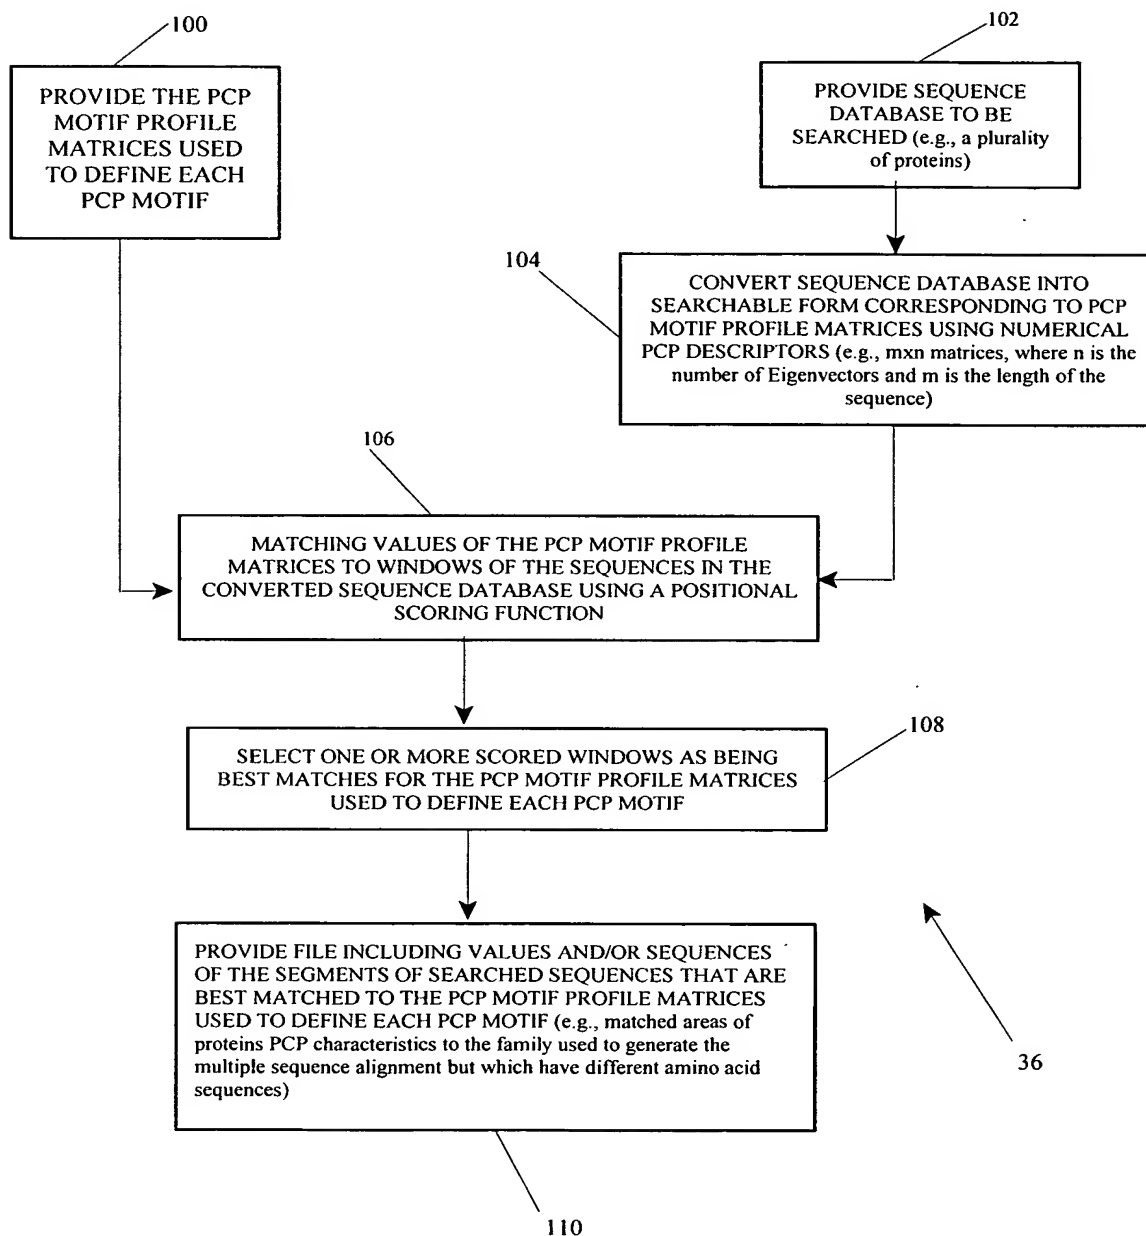 100
PROVIDE THE PCP
MOTIF PROFILE
MATRICES USED
TO DEFINE EACH
PCP MOTIF
102
PROVIDE SEQUENCE
DATABASE TO BE
SEARCHED (e.g., a plurality
of proteins)
104
CONVERT SEQUENCE DATABASE INTO
SEARCHABLE FORM CORRESPONDING TO PCP
MOTIF PROFILE MATRICES USING NUMERICAL
PCP DESCRIPTORS (e.g., mxn matrices, where n is the
number of Eigenvectors and m is the length of the
sequence)
106
MATCHING VALUES OF THE PCP MOTIF PROFILE
MATRICES TO WINDOWS OF THE SEQUENCES IN THE
CONVERTED SEQUENCE DATABASE USING A POSITIONAL
SCORING FUNCTION
108
SELECT ONE OR MORE SCORED WINDOWS AS BEING
BEST MATCHES FOR THE PCP MOTIF PROFILE MATRICES
USED TO DEFINE EACH PCP MOTIF
PROVIDE FILE INCLUDING VALUES AND/OR SEQUENCES
OF THE SEGMENTS OF SEARCHED SEQUENCES THAT ARE
BEST MATCHED TO THE PCP MOTIF PROFILE MATRICES
USED TO DEFINE EACH PCP MOTIF (e.g., matched areas of
proteins PCP characteristics to the family used to generate the
multiple sequence alignment but which have different amino acid
sequences)
36
110